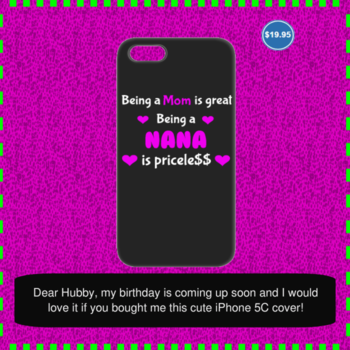 $19.95
Being a Mom is great
Being a
NANA
is pricele$$
Dear Hubby, my birthday is coming up soon and I would
love it if you bought me this cute iPhone 5C cover!